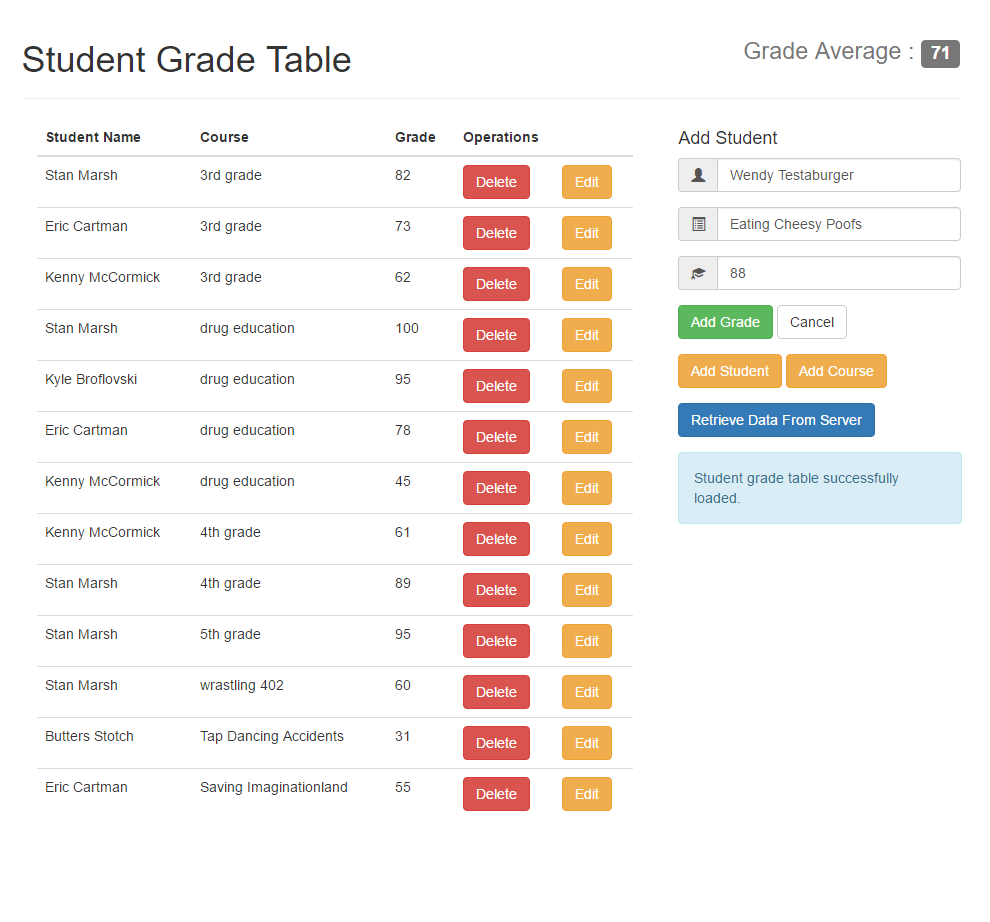 Student Grade Table
Grade Average : 71
Student Name Course Grade Operations
Stan Marsh 3rd grade 82 Delete Edit
Eric Cartman 3rd grade 73 Delete Edit
Kenny McCormick 3rd grade 62 Delete Edit
Stan Marsh drug education 100 Delete Edit
Kyle Broflovski drug education 95 Delete Edit
Eric Cartman drug education 78 Delete Edit
Kenny McCormick drug education 45 Delete Edit
Kenny McCormick 4th grade 61 Delete Edit
Stan Marsh 4th grade 89 Delete Edit
Stan Marsh 5th grade 95 Delete Edit
Stan Marsh wrastling 402 60 Delete Edit
Butters Stotch Tap Dancing Accidents 31 Delete Edit
Eric Cartman Saving Imaginationland 55 Delete Edit
Add Student
Wendy Testaburger
Eating Cheesy Poofs
88
Add Grade Cancel
Add Student Add Course
Retrieve Data From Server
Student grade table successfully
loaded.